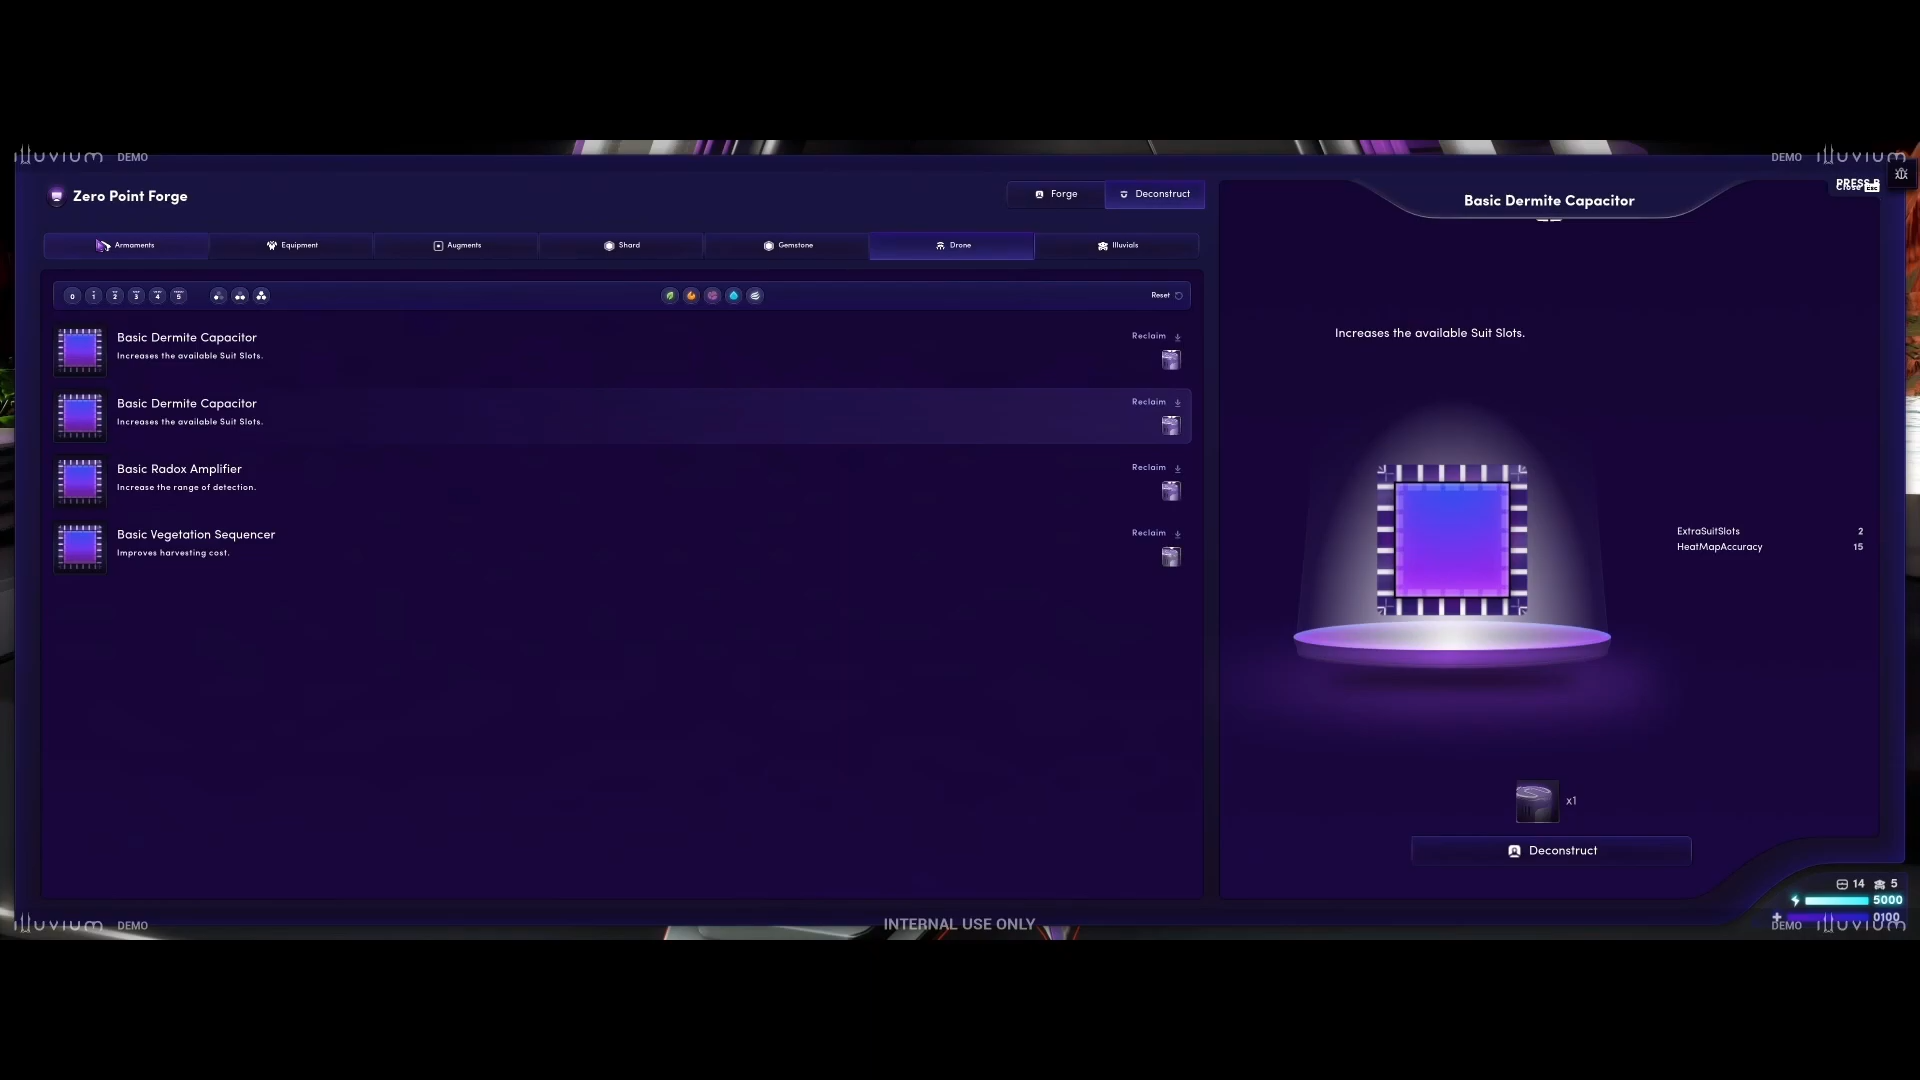 ILLUVIUM DEMO
DEMO ILLUVIUM
Zero Point Forge
Forge
Deconstruct
Basic Dermite Capacitor
PRESS B
Close
Armaments
Equipment
Augments
Shard
Gemstone
Drone
Illuvials
0 1 2 3 4 5
Reset
Basic Dermite Capacitor
Increases the available Suit Slots.
Reclaim
Basic Dermite Capacitor
Increases the available Suit Slots.
Reclaim
Basic Radox Amplifier
Increase the range of detection.
Reclaim
Basic Vegetation Sequencer
Improves harvesting cost.
Reclaim
Increases the available Suit Slots.
ExtraSuitSlots 2
HeatMapAccuracy 15
x1
Deconstruct
14 5
5000
0100
ILLUVIUM DEMO
INTERNAL USE ONLY
DEMO ILLUVIUM